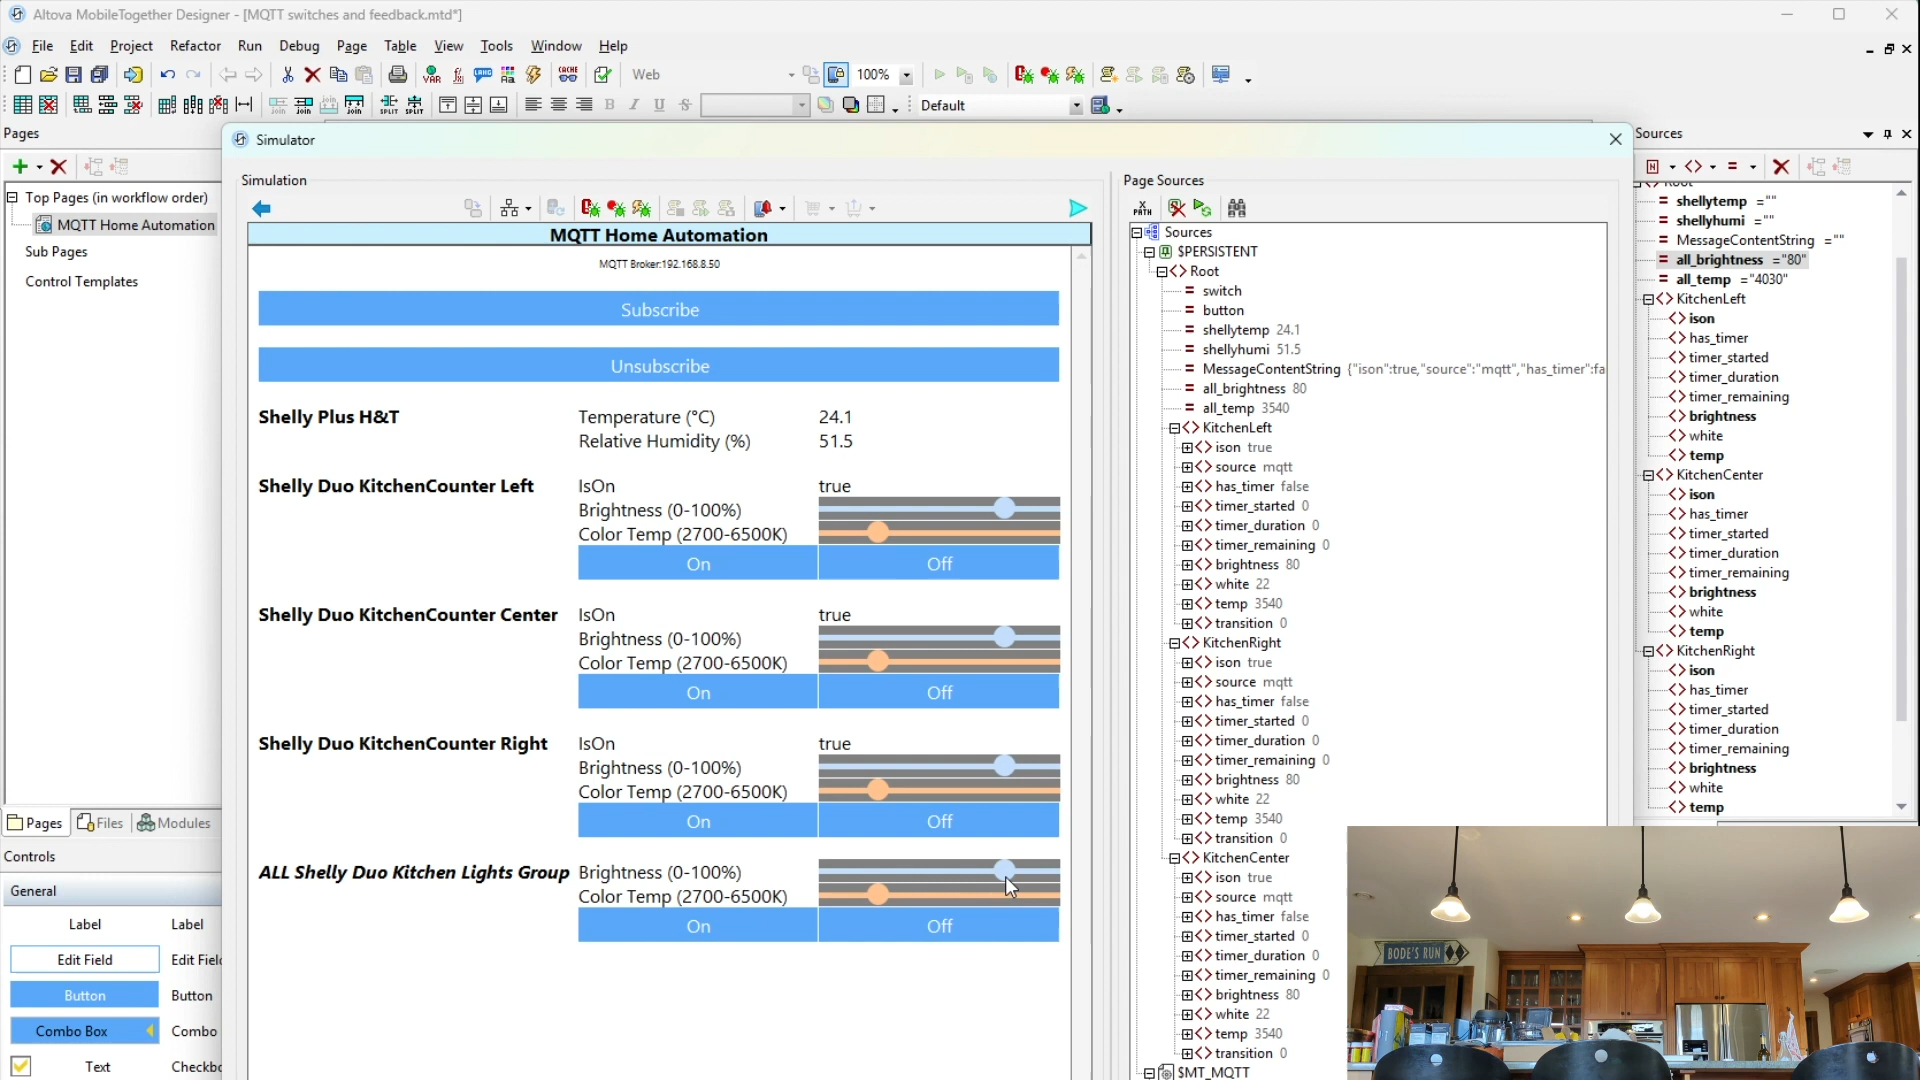 Altova MobileTogether Designer - [MQTT switches and feedback.mtd*]
File Edit Project Refactor Run Debug Page Table View Tools Window Help
Web
100%
Default
Pages
Top Pages (in workflow order)
MQTT Home Automation
Sub Pages
Control Templates
Pages Files Modules
Controls
General
Label Label
Edit Field
Button Button
Combo Box Combo
Text
Simulator
Simulation
MQTT Home Automation
MQTT Broker:192.168.8.50
Subscribe
Unsubscribe
Shelly Plus H&T Temperature (°C) 24.1
Relative Humidity (%) 51.5
Shelly Duo KitchenCounter Left IsOn true
Brightness (0-100%)
Color Temp (2700-6500K)
On Off
Shelly Duo KitchenCounter Center IsOn true
Brightness (0-100%)
Color Temp (2700-6500K)
On Off
Shelly Duo KitchenCounter Right IsOn true
Brightness (0-100%)
Color Temp (2700-6500K)
On Off
ALL Shelly Duo Kitchen Lights Group Brightness (0-100%)
Color Temp (2700-6500K)
On Off
Page Sources
XPATH
Sources
$PERSISTENT
Root
switch
button
shellytemp 24.1
shellyhumi 51.5
MessageContentString {"ison":true,"source":"mqtt","has_timer":fa
all_brightness 80
all_temp 3540
KitchenLeft
ison true
source mqtt
has_timer false
timer_started 0
timer_duration 0
timer_remaining 0
brightness 80
white 22
temp 3540
transition 0
KitchenRight
ison true
source mqtt
has_timer false
timer_started 0
timer_duration 0
timer_remaining 0
brightness 80
white 22
temp 3540
transition 0
KitchenCenter
ison true
source mqtt
has_timer false
timer_started 0
timer_duration 0
timer_remaining 0
brightness 80
white 22
temp 3540
transition 0
$MT_MQTT
Sources
shellytemp =""
shellyhumi =""
MessageContentString =""
all_brightness ="80"
all_temp ="4030"
KitchenLeft
ison
has_timer
timer_started
timer_duration
timer_remaining
brightness
white
temp
KitchenCenter
ison
has_timer
timer_started
timer_duration
timer_remaining
brightness
white
temp
KitchenRight
ison
has_timer
timer_started
timer_duration
timer_remaining
brightness
white
temp
BODE'S RUN